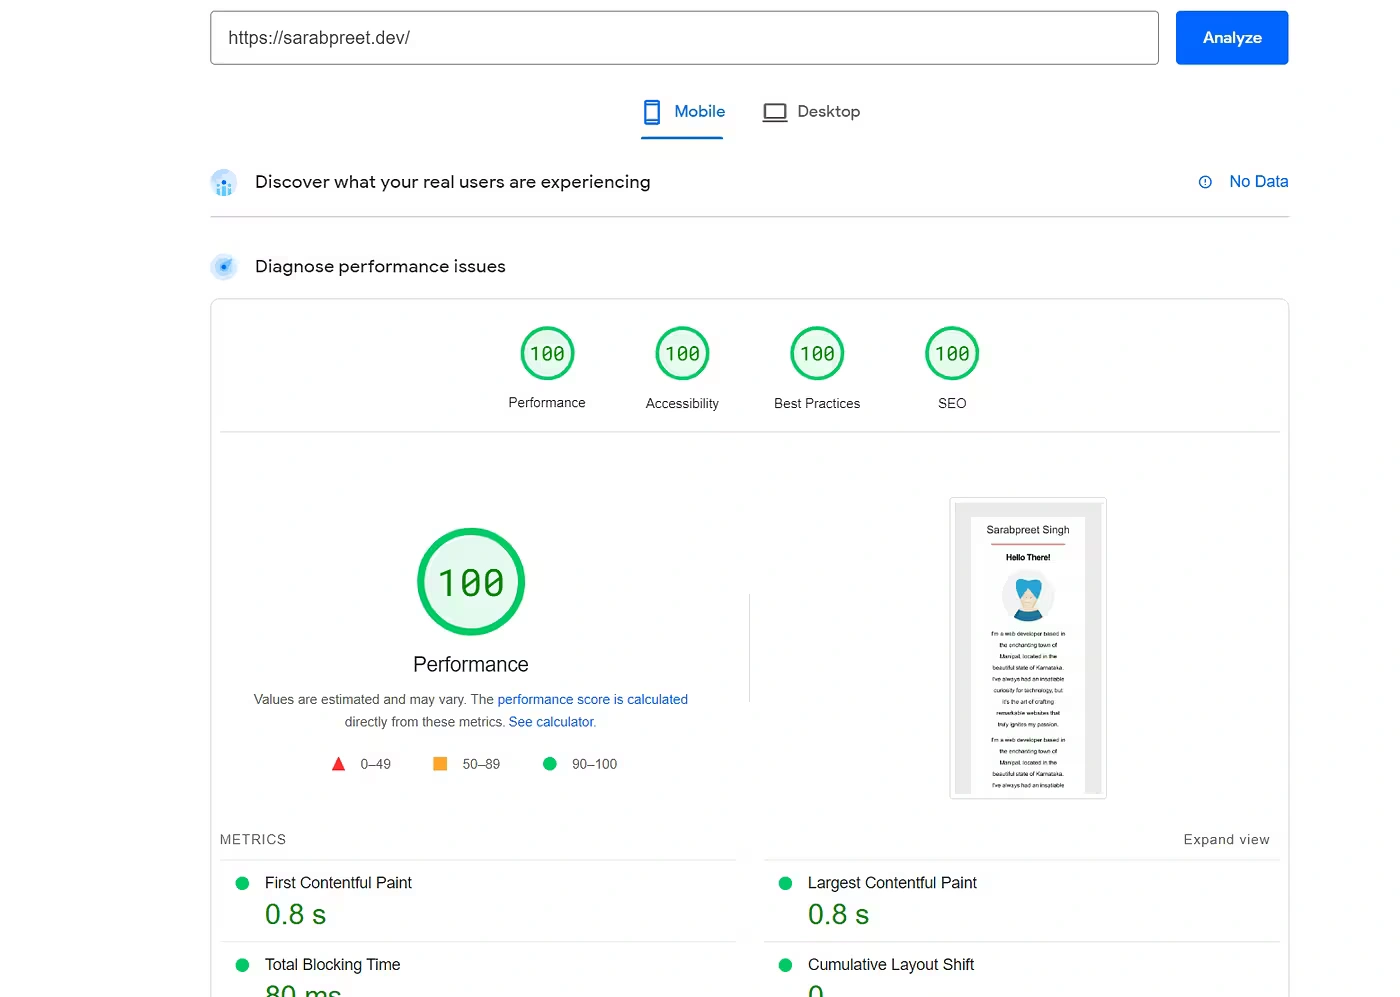 https://sarabpreet.dev/
Analyze
Mobile
Desktop
Discover what your real users are experiencing
No Data
Diagnose performance issues
100
100
100
100
Performance
Accessibility
Best Practices
SEO
100
Performance
Values are estimated and may vary. The performance score is calculated
directly from these metrics. See calculator.
0–49
50–89
90–100
Sarabpreet Singh
Hello There!
I'm a web developer based in
the enchanting town of
Manipal, located in the
beautiful state of Karnataka.
I've always had an insatiable
curiosity for technology, but
it's the art of crafting
remarkable websites that
truly ignites my passion.
I'm a web developer based in
the enchanting town of
Manipal, located in the
beautiful state of Karnataka.
I've always had an insatiable
METRICS
Expand view
First Contentful Paint
0.8 s
Largest Contentful Paint
0.8 s
Total Blocking Time
80 ms
Cumulative Layout Shift
0